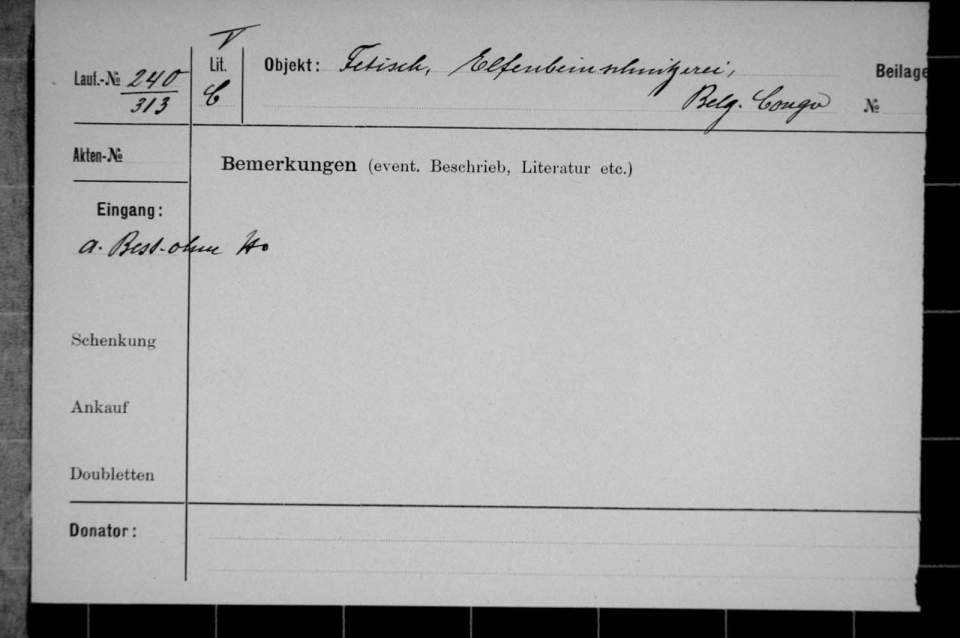 V
Lauf.-№ 240/313 Lit. C Objekt: Fetisch, Elfenbeinschnitzerei,
Belg. Congo
Beilage
№
Akten-№
Bemerkungen (event. Beschrieb, Literatur etc.)
Eingang:
a. Best. ohne No
Schenkung
Ankauf
Doubletten
Donator: